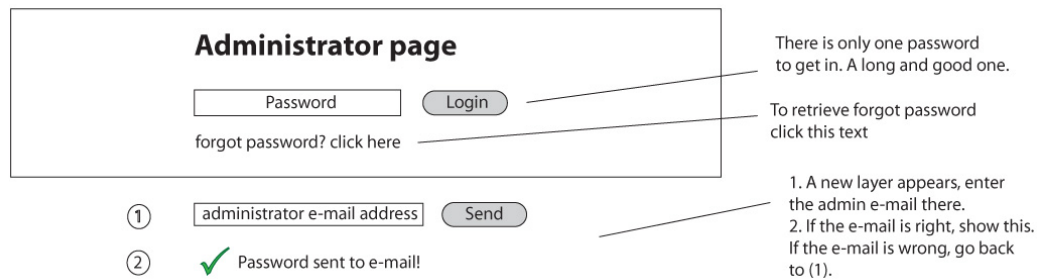 Administrator page
Password
Login
forgot password? click here
There is only one password
to get in. A long and good one.
To retrieve forgot password
click this text
1
administrator e-mail address
Send
2
Password sent to e-mail!
1. A new layer appears, enter
the admin e-mail there.
2. If the e-mail is right, show this.
If the e-mail is wrong, go back
to (1).